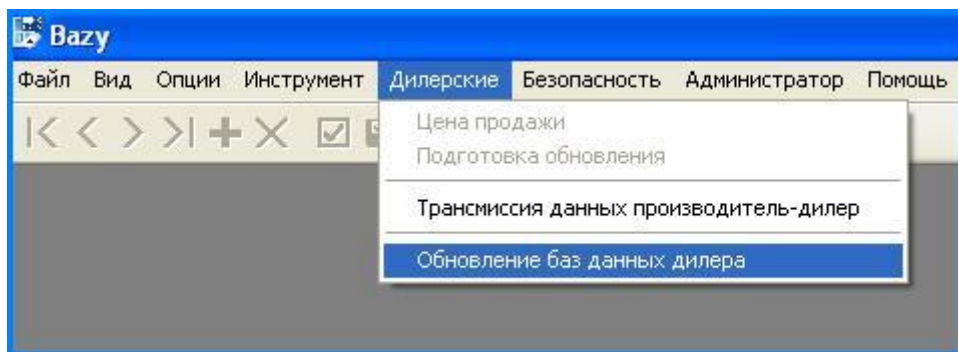 Bazy
Файл Вид Опции Инструмент Дилерские Безопасность Администратор Помощь
Цена продажи
Подготовка обновления
Трансмиссия данных производитель-дилер
Обновление баз данных дилера